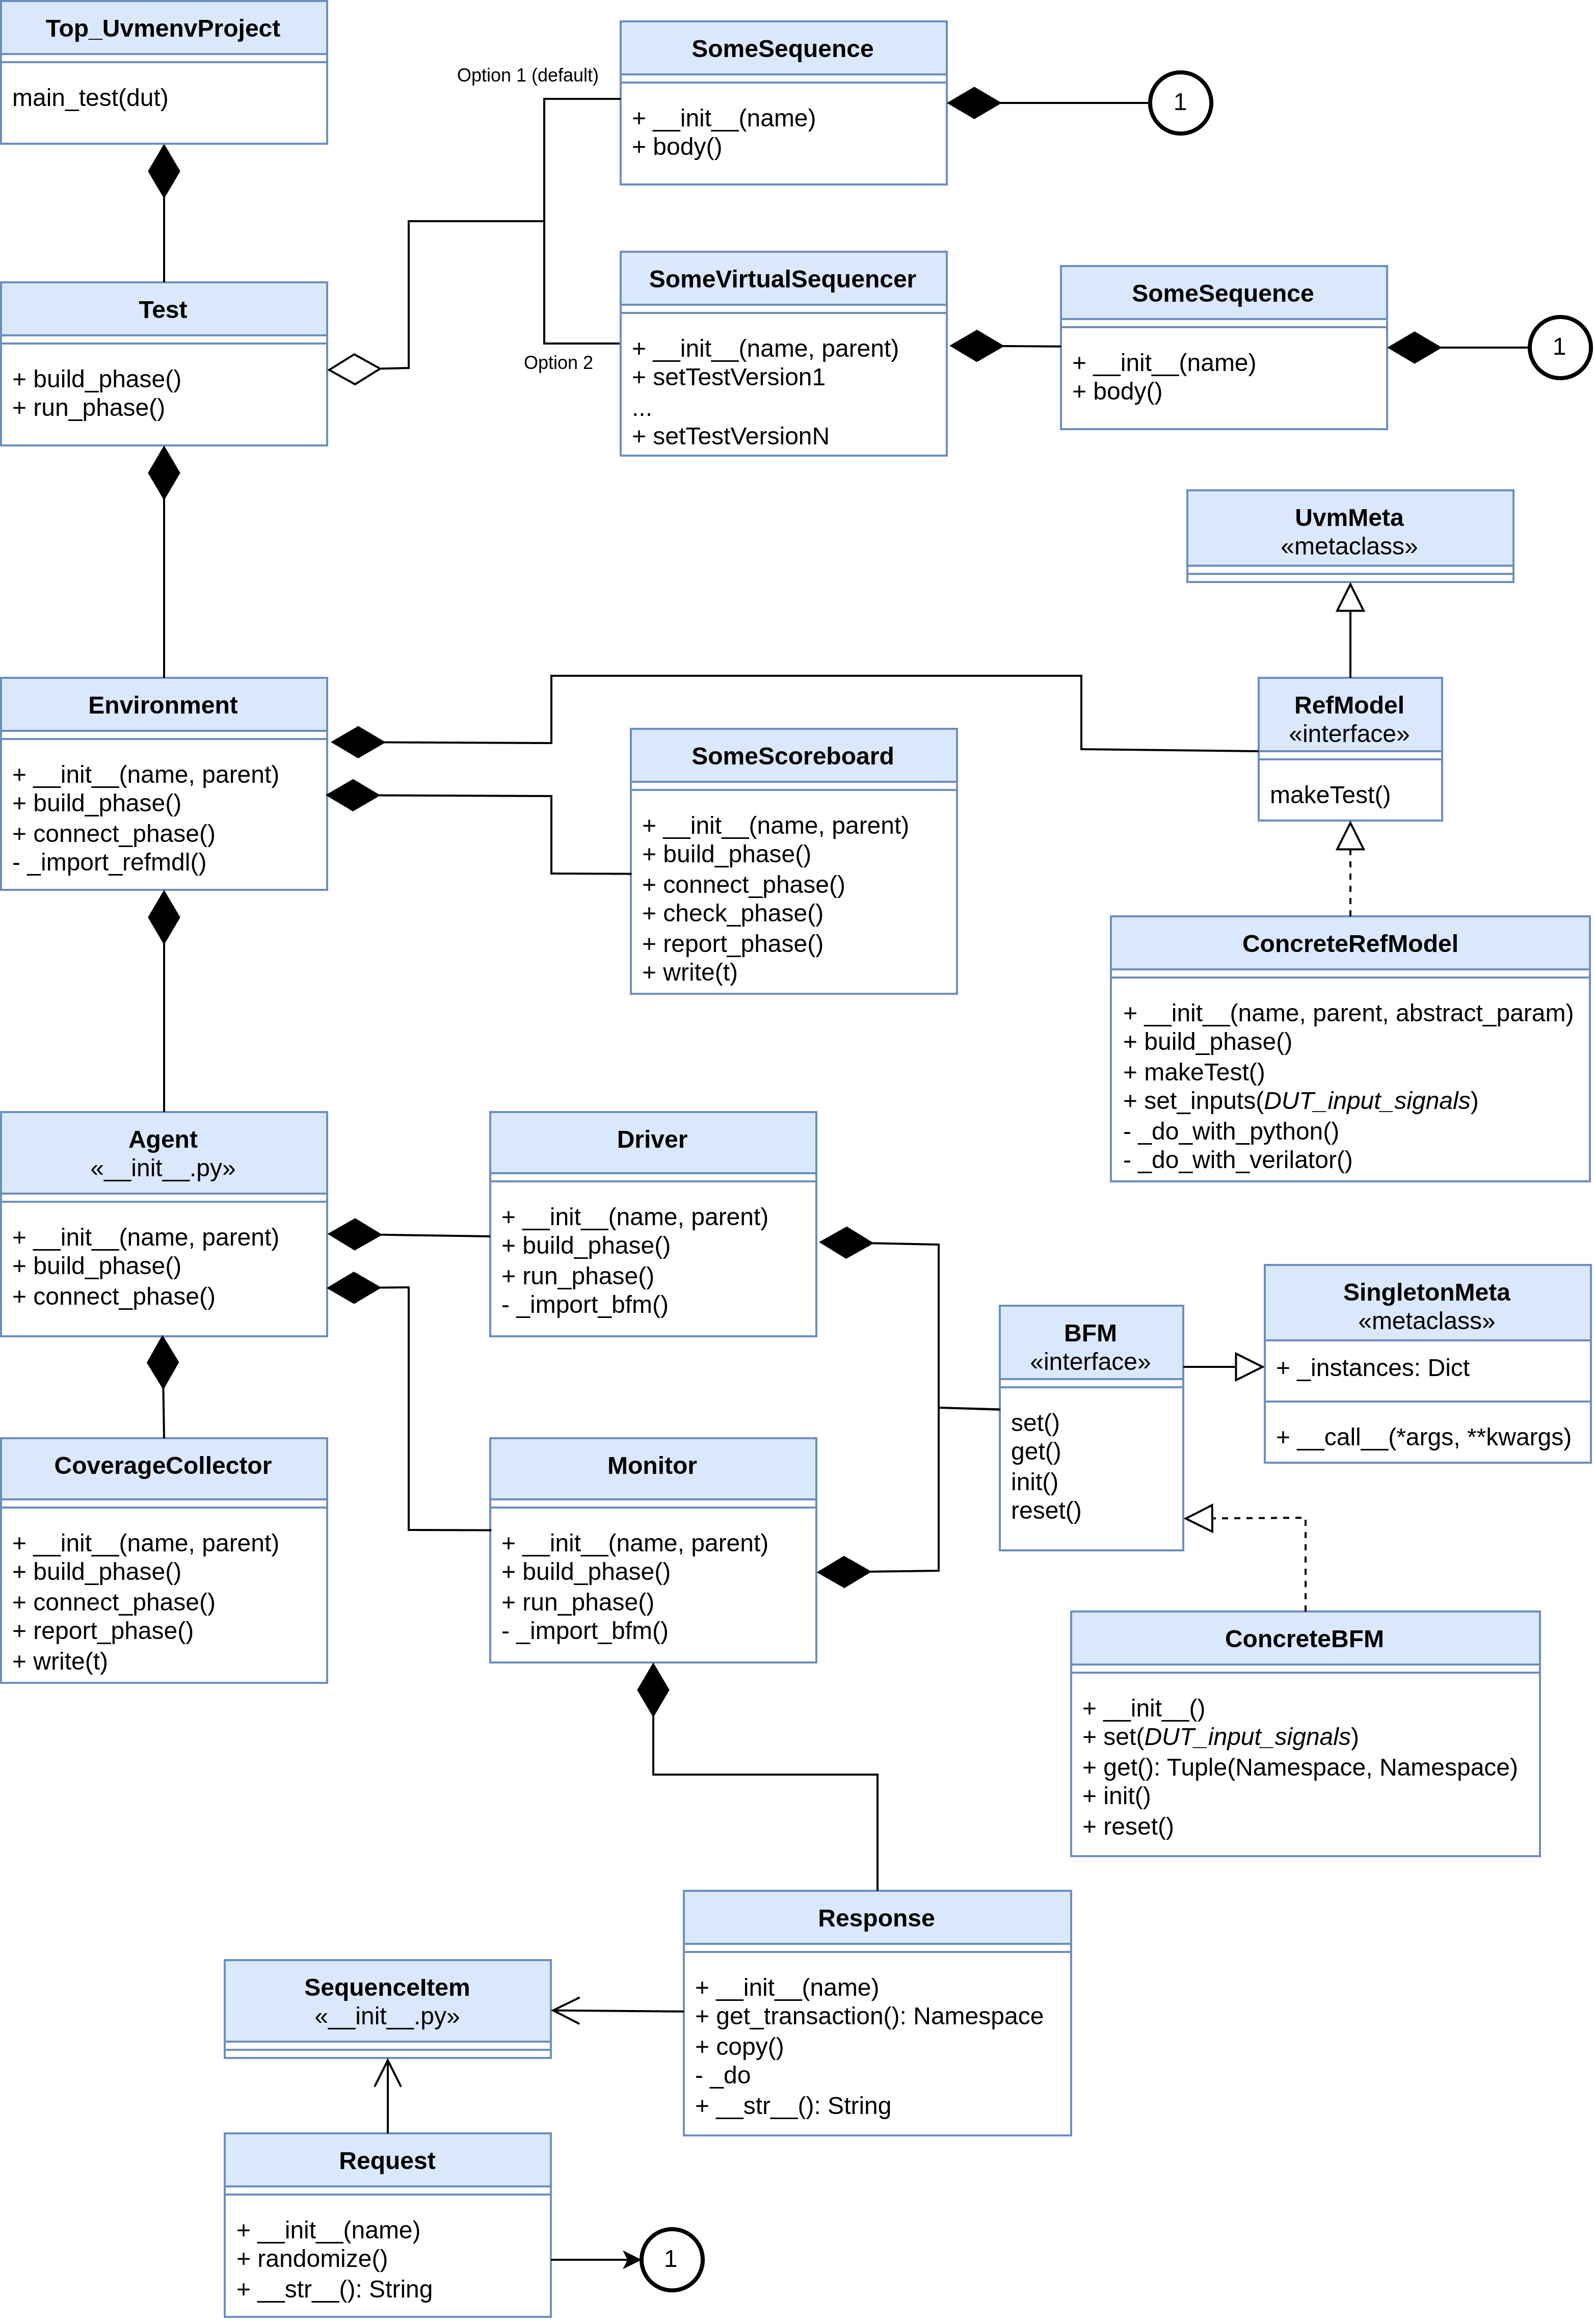 Top_UvmenvProject
main_test(dut)
Option 1 (default)
SomeSequence
+ __init__(name)
+ body()
1
Test
+ build_phase()
+ run_phase()
Option 2
SomeVirtualSequencer
+ __init__(name, parent)
+ setTestVersion1
...
+ setTestVersionN
SomeSequence
+ __init__(name)
+ body()
1
UvmMeta
«metaclass»
Environment
+ __init__(name, parent)
+ build_phase()
+ connect_phase()
- _import_refmdl()
SomeScoreboard
+ __init__(name, parent)
+ build_phase()
+ connect_phase()
+ check_phase()
+ report_phase()
+ write(t)
RefModel
«interface»
makeTest()
ConcreteRefModel
+ __init__(name, parent, abstract_param)
+ build_phase()
+ makeTest()
+ set_inputs(DUT_input_signals)
- _do_with_python()
- _do_with_verilator()
Agent
«__init__.py»
+ __init__(name, parent)
+ build_phase()
+ connect_phase()
Driver
+ __init__(name, parent)
+ build_phase()
+ run_phase()
- _import_bfm()
BFM
«interface»
set()
get()
init()
reset()
SingletonMeta
«metaclass»
+ _instances: Dict
+ __call__(*args, **kwargs)
CoverageCollector
+ __init__(name, parent)
+ build_phase()
+ connect_phase()
+ report_phase()
+ write(t)
Monitor
+ __init__(name, parent)
+ build_phase()
+ run_phase()
- _import_bfm()
ConcreteBFM
+ __init__()
+ set(DUT_input_signals)
+ get(): Tuple(Namespace, Namespace)
+ init()
+ reset()
Response
+ __init__(name)
+ get_transaction(): Namespace
+ copy()
- _do
+ __str__(): String
SequenceItem
«__init__.py»
Request
+ __init__(name)
+ randomize()
+ __str__(): String
1